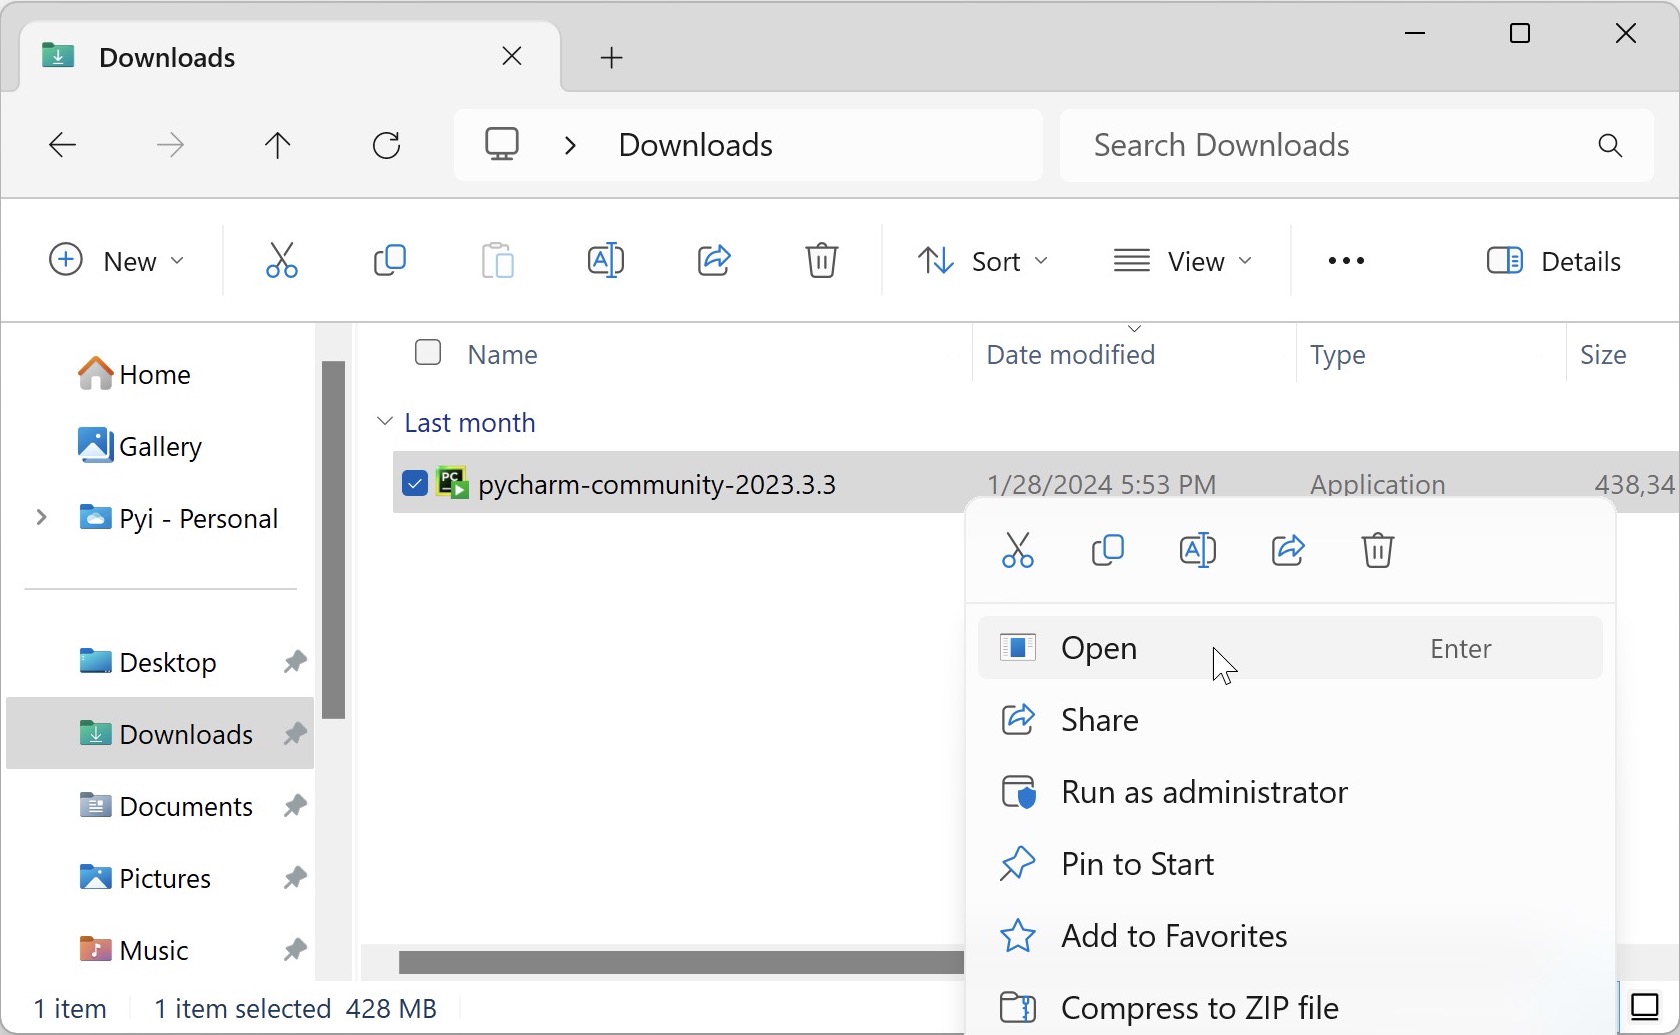 Downloads
Downloads
Search Downloads
New
Sort
View
Details
Home
Gallery
Pyi - Personal
Desktop
Downloads
Documents
Pictures
Music
Name
Date modified
Type
Size
Last month
PC
pycharm-community-2023.3.3
1/28/2024 5:53 PM
Application
438,34
Open
Enter
Share
Run as administrator
Pin to Start
Add to Favorites
Compress to ZIP file
1 item
1 item selected 428 MB